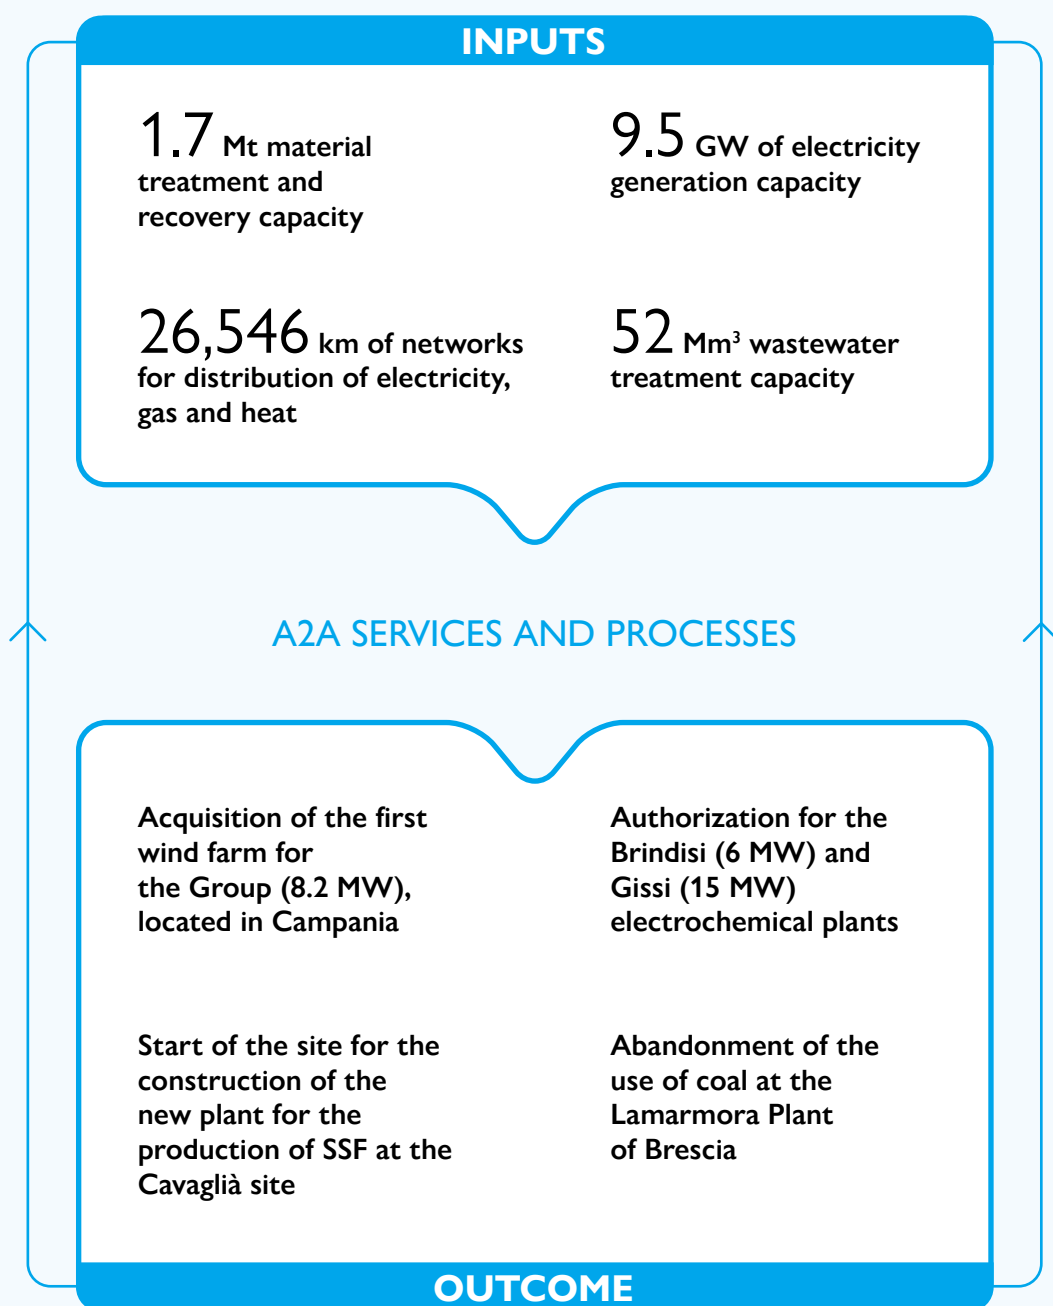 INPUTS
1.7 Mt material
treatment and
recovery capacity
9.5 GW of electricity
generation capacity
26,546 km of networks
for distribution of electricity,
gas and heat
52 Mm³ wastewater
treatment capacity
A2A SERVICES AND PROCESSES
Acquisition of the first
wind farm for
the Group (8.2 MW),
located in Campania
Authorization for the
Brindisi (6 MW) and
Gissi (15 MW)
electrochemical plants
Start of the site for the
construction of the
new plant for the
production of SSF at the
Cavaglià site
Abandonment of the
use of coal at the
Lamarmora Plant
of Brescia
OUTCOME